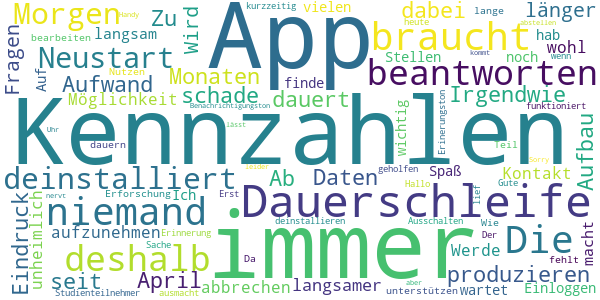 Morgen App vielen dabei länger
kurzzeitig Handy heute lange abstellen
bearbeiten langsam Zu Wird braucht wohl hab
Fragen Neustart Stellen noch kommt wenn
Auf Aufwand Monaten finde beantworten
Nutzen Möglichkeit schade dauert Irgendwie
Benachrichtigungston wichtig Erinnerungston funktioniert
Kennzahlen Aufbau
Uhr lässt Teil
dauern geholfen Spaß Sorry
deinstalliert Ab Daten Kontakt
leider Hallo
Eindruck unheimlich Erforschung Ich Erst Dauerschleife
niemand immer tief Gute
nervt Erinnerung deinstallieren Ausschalten Wie
aufzunehmen Sache Da Werde Der Die macht
deshalb produzieren fehlt
seit April abbrechen langsamer aber wartet Einloggen
Studienteilnehmer ausmacht unterstützen